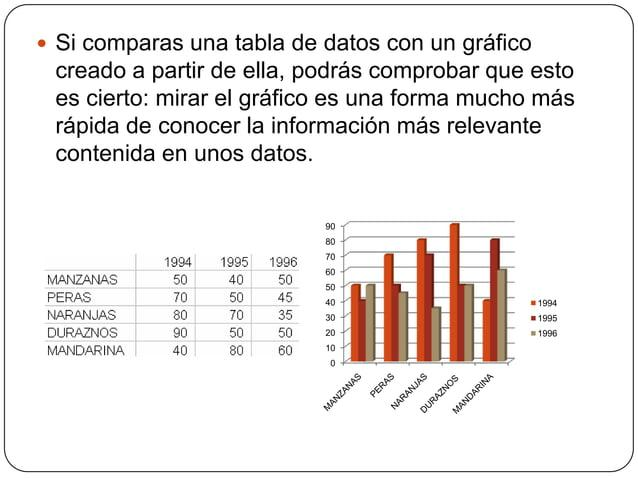 Si comparas una tabla de datos con un gráfico
creado a partir de ella, podrás comprobar que esto
es cierto: mirar el gráfico es una forma mucho más
rápida de conocer la información más relevante
contenida en unos datos.
1994 1995 1996
MANZANAS 50 40 50
PERAS 70 50 45
NARANJAS 80 70 35
DURAZNOS 90 50 50
MANDARINA 40 80 60
90
80
70
60
50
40
30
20
10
0
MANZANAS
PERAS
NARANJAS
DURAZNOS
MANDARINA
1994
1995
1996